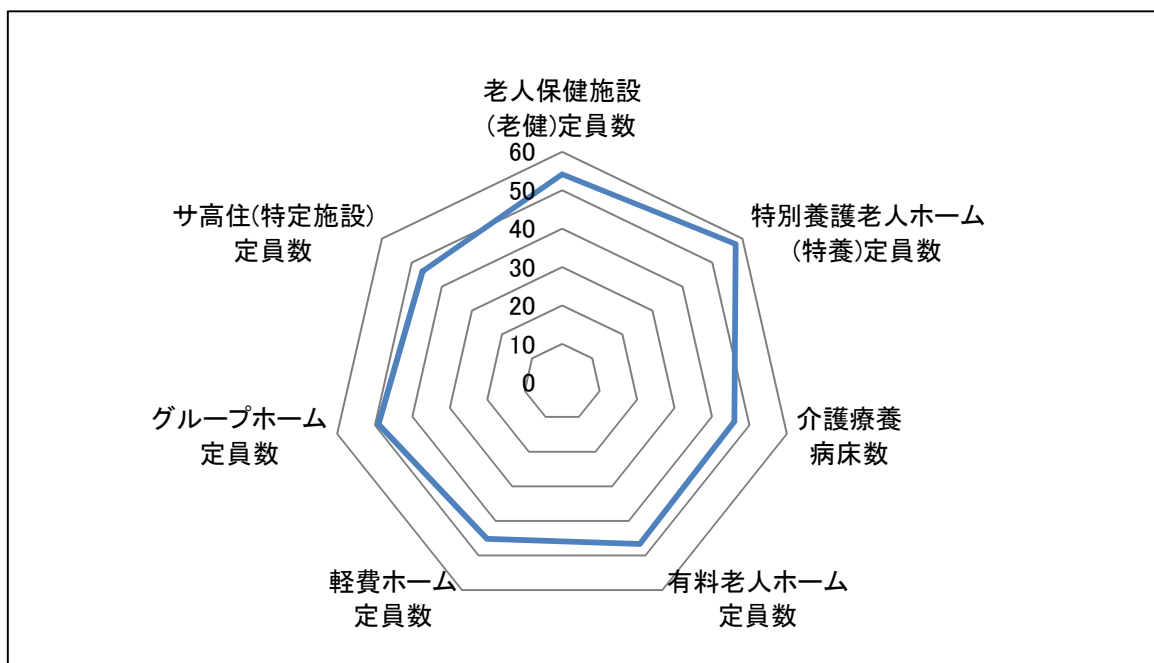 老人保健施設
(老健)定員数
60
50
40
30
20
10
0
特別養護老人ホーム
(特養)定員数
介護療養
病床数
有料老人ホーム
定員数
軽費ホーム
定員数
グループホーム
定員数
サ高住(特定施設)
定員数